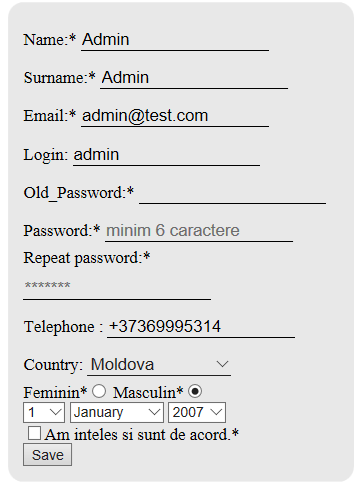 Name:* Admin
Surname:* Admin
Email:* admin@test.com
Login: admin
Old_Password:*
Password:* minim 6 caractere
Repeat password:*
*******
Telephone : +37369995314
Country: Moldova
Feminin* Masculin*
1 January 2007
Am inteles si sunt de acord.*
Save